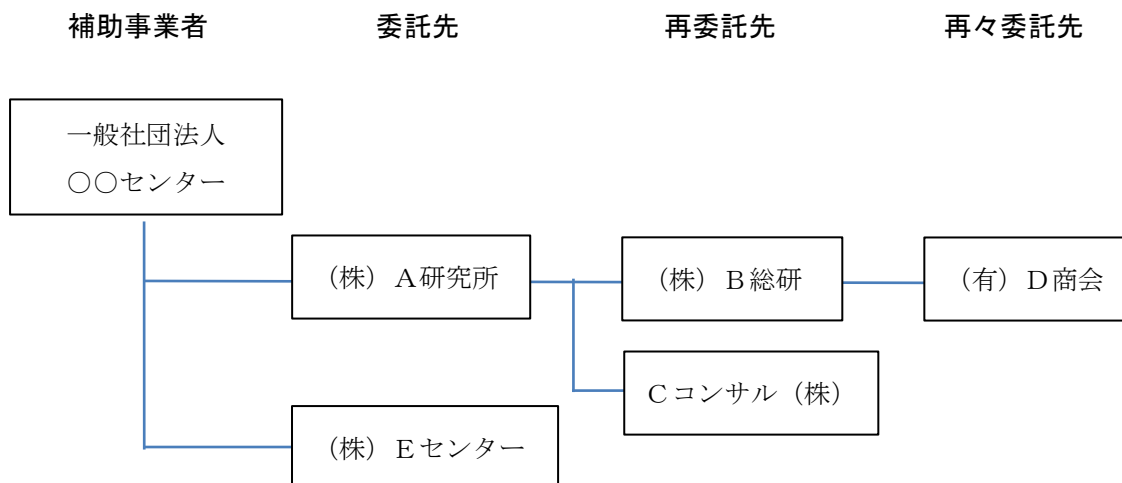 補助事業者
委託先
再委託先
再々委託先
一般社団法人
○○センター
（株）Ａ研究所
（株）Ｂ総研
（有）Ｄ商会
Ｃコンサル（株）
（株）Ｅセンター